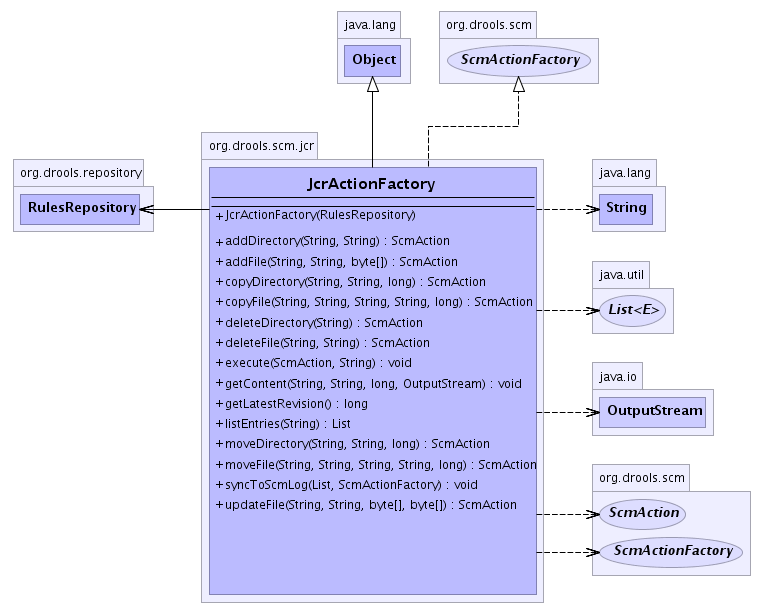 java.lang
Object
org.drools.scm
ScmActionFactory
org.drools.repository
RulesRepository
org.drools.scm.jcr
JcrActionFactory
+ JcrActionFactory(RulesRepository)
+ addDirectory(String, String) : ScmAction
+ addFile(String, String, byte[]) : ScmAction
+ copyDirectory(String, String, long) : ScmAction
+ copyFile(String, String, String, String, long) : ScmAction
+ deleteDirectory(String) : ScmAction
+ deleteFile(String, String) : ScmAction
+ execute(ScmAction, String) : void
+ getContent(String, String, long, OutputStream) : void
+ getLatestRevision() : long
+ listEntries(String) : List
+ moveDirectory(String, String, long) : ScmAction
+ moveFile(String, String, String, String, long) : ScmAction
+ syncToScmLog(List, ScmActionFactory) : void
+ updateFile(String, String, byte[], byte[]) : ScmAction
java.lang
String
java.util
List<E>
java.io
OutputStream
org.drools.scm
ScmAction
ScmActionFactory